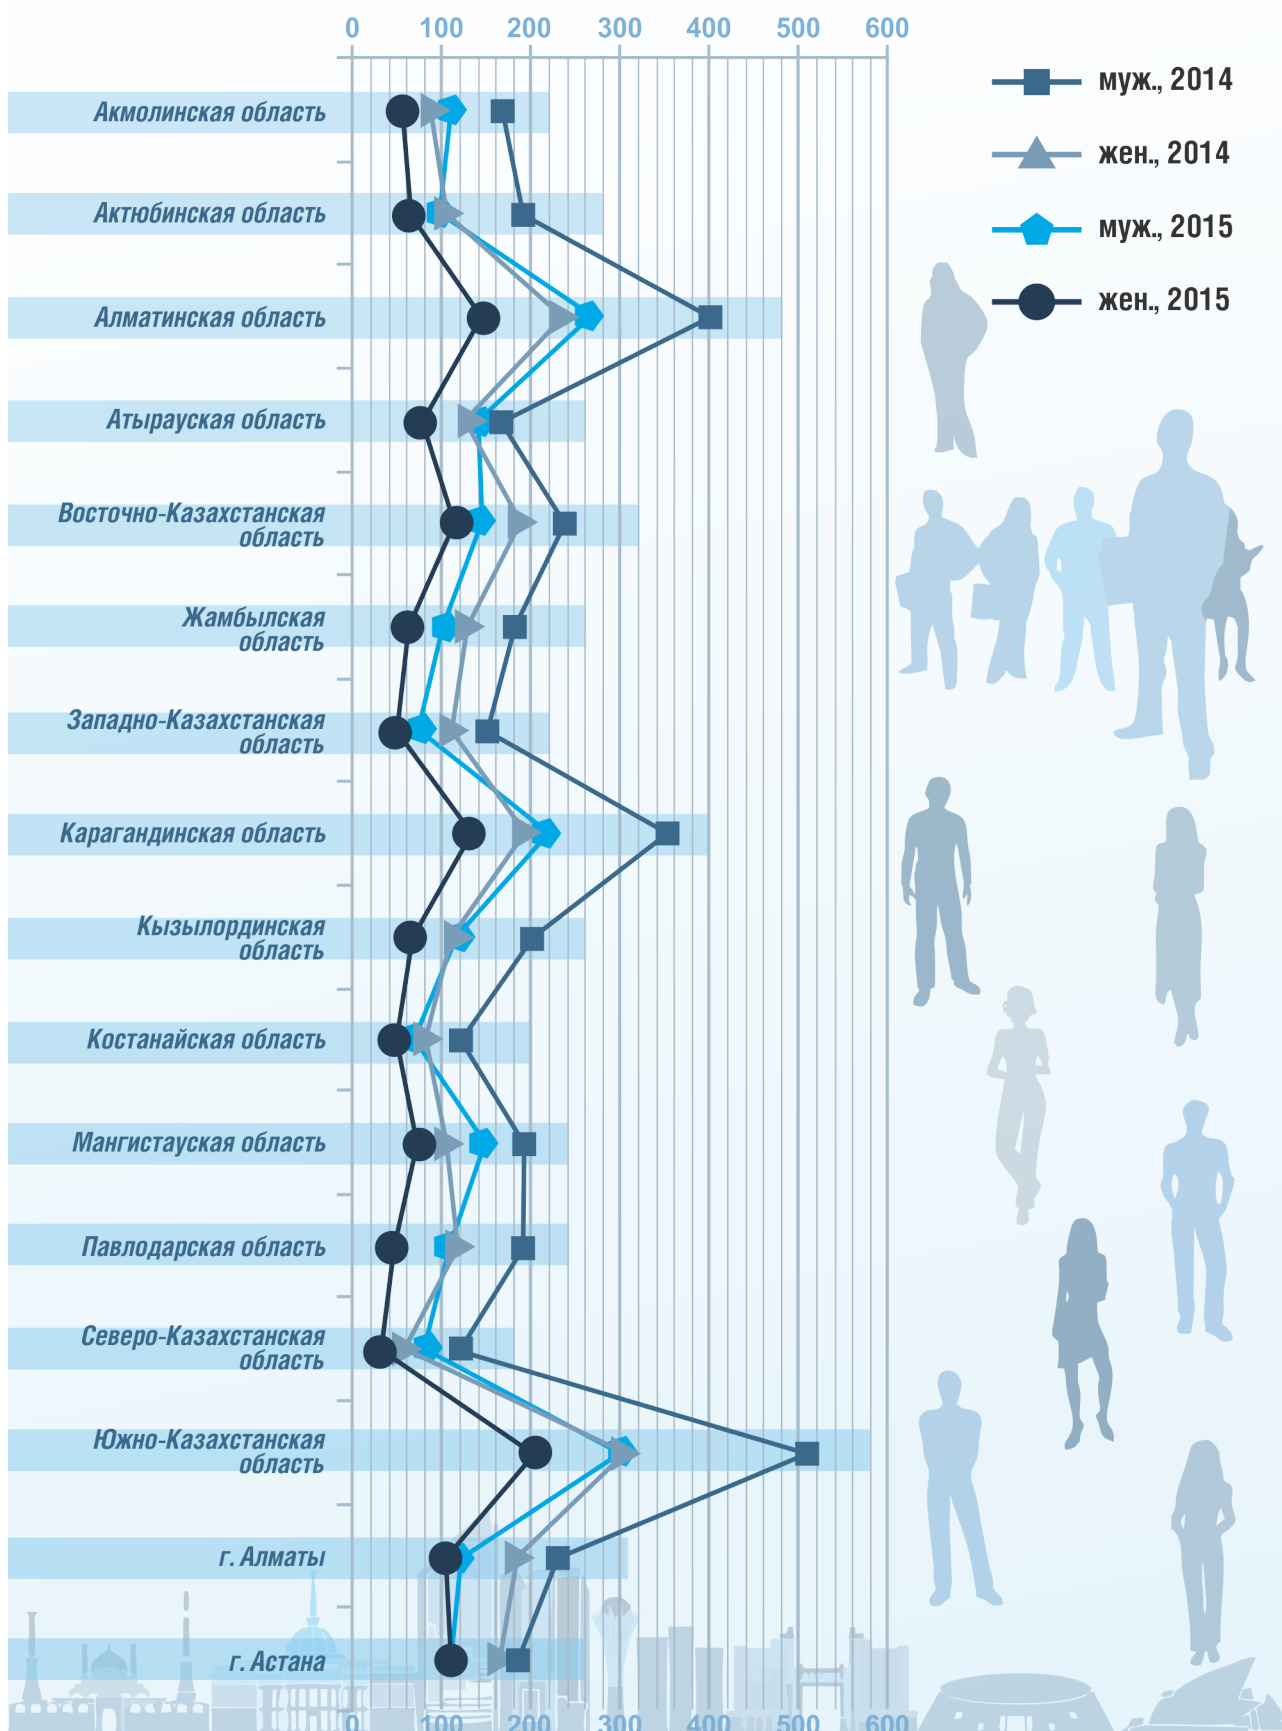 0 100 200 300 400 500 600
муж., 2014
жен., 2014
муж., 2015
жен., 2015
Акмолинская область
Актюбинская область
Алматинская область
Атырауская область
Восточно-Казахстанская
область
Жамбылская
область
Западно-Казахстанская
область
Карагандинская область
Кызылординская
область
Костанайская область
Мангистауская область
Павлодарская область
Северо-Казахстанская
область
Южно-Казахстанская
область
г. Алматы
г. Астана
0 100 200 300 400 500 600